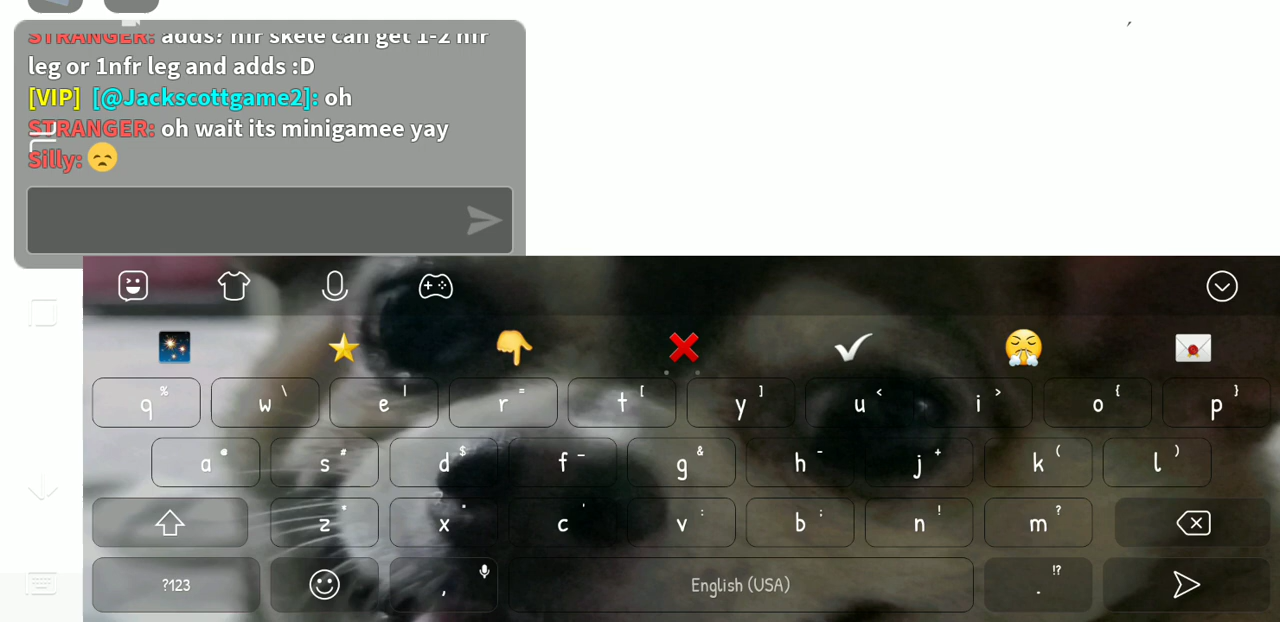 STRANGER: adds? nfr skele can get 1-2 nfr
leg or 1nfr leg and adds :D
[VIP] [@Jackscottgame2]: oh
STRANGER: oh wait its minigamee yay
Silly: 😞
% \ | = [ ] < > { }
q w e r t y u i o p
@ # $ _ & - + ( )
a s d f g h j k l
* " ' : ; ! ?
z x c v b n m
!?
?123 , English (USA) .